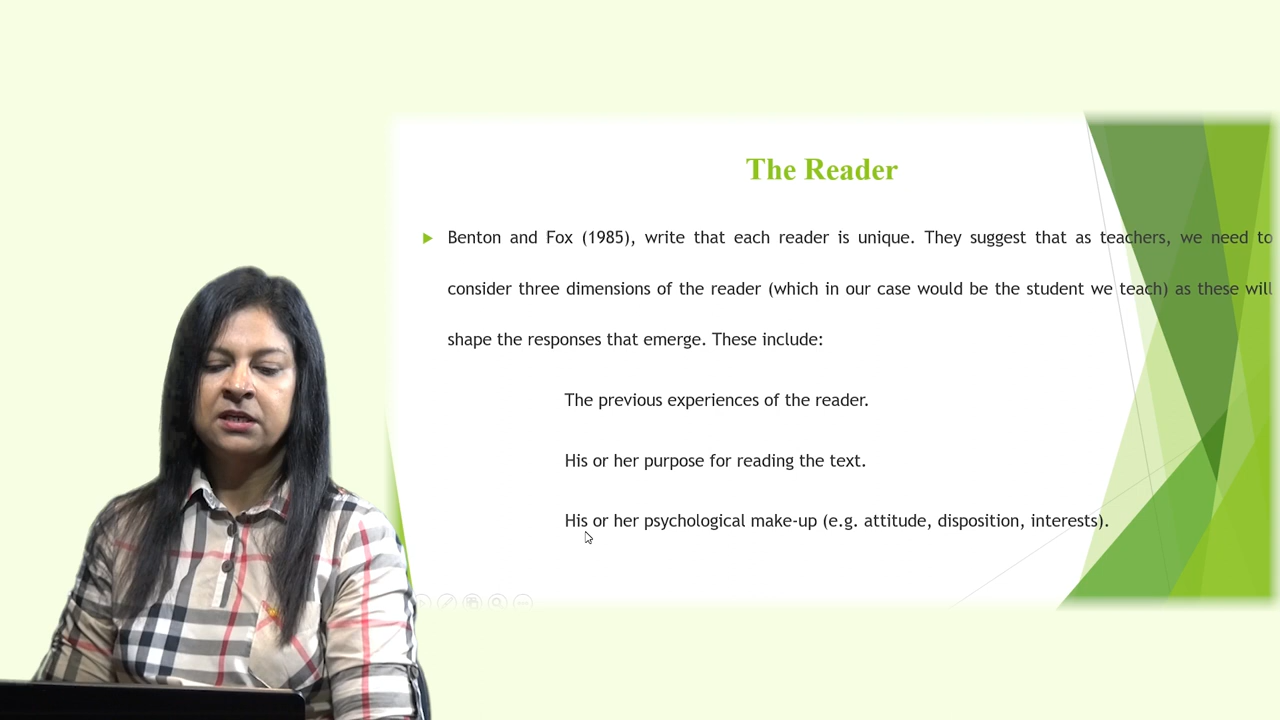 The Reader
Benton and Fox (1985), write that each reader is unique. They suggest that as teachers, we need to
consider three dimensions of the reader (which in our case would be the student we teach) as these will
shape the responses that emerge. These include:
The previous experiences of the reader.
His or her purpose for reading the text.
His or her psychological make-up (e.g. attitude, disposition, interests).